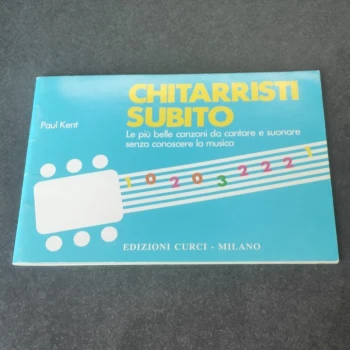 CHITARRISTI
SUBITO
Paul Kent
Le più belle canzoni da cantare e suonare
senza conoscere la musica
1 0 2 0 3 2 2 2 1
EDIZIONI CURCI - MILANO